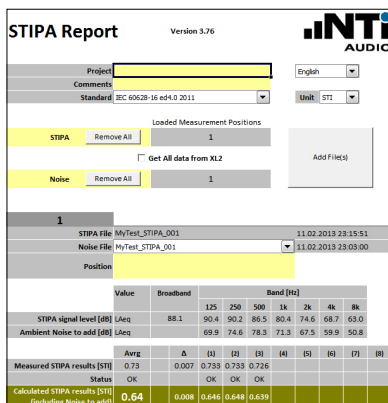 STIPA Report Version 3.76 NTi
AUDIO
Project English
Comments
Standard IEC 60628-16 ed4.0 2011 Unit STI
Loaded Measurement Positions
STIPA Remove All 1
Get All data from XL2 Add File(s)
Noise Remove All 1
1
STIPA File MyTest_STIPA_001 11.02.2013 23:15:51
Noise File MyTest_STIPA_001 11.02.2013 23:03:00
Position
Value Broadband Band [Hz]
125 250 500 1k 2k 4k 8k
STIPA signal level [dB] LAeq 88.1 90.4 90.2 86.5 80.4 74.6 68.7 63.0
Ambient Noise to add [dB] LAeq 69.9 74.6 78.3 71.3 67.5 59.9 50.8
Avrg Δ (1) (2) (3) (4) (5) (6) (7) (8)
Measured STIPA results [STI] 0.73 0.007 0.733 0.733 0.726
Status OK OK OK OK
Calculated STIPA results [STI] 0.64 0.008 0.646 0.648 0.639
(including Noise to add)